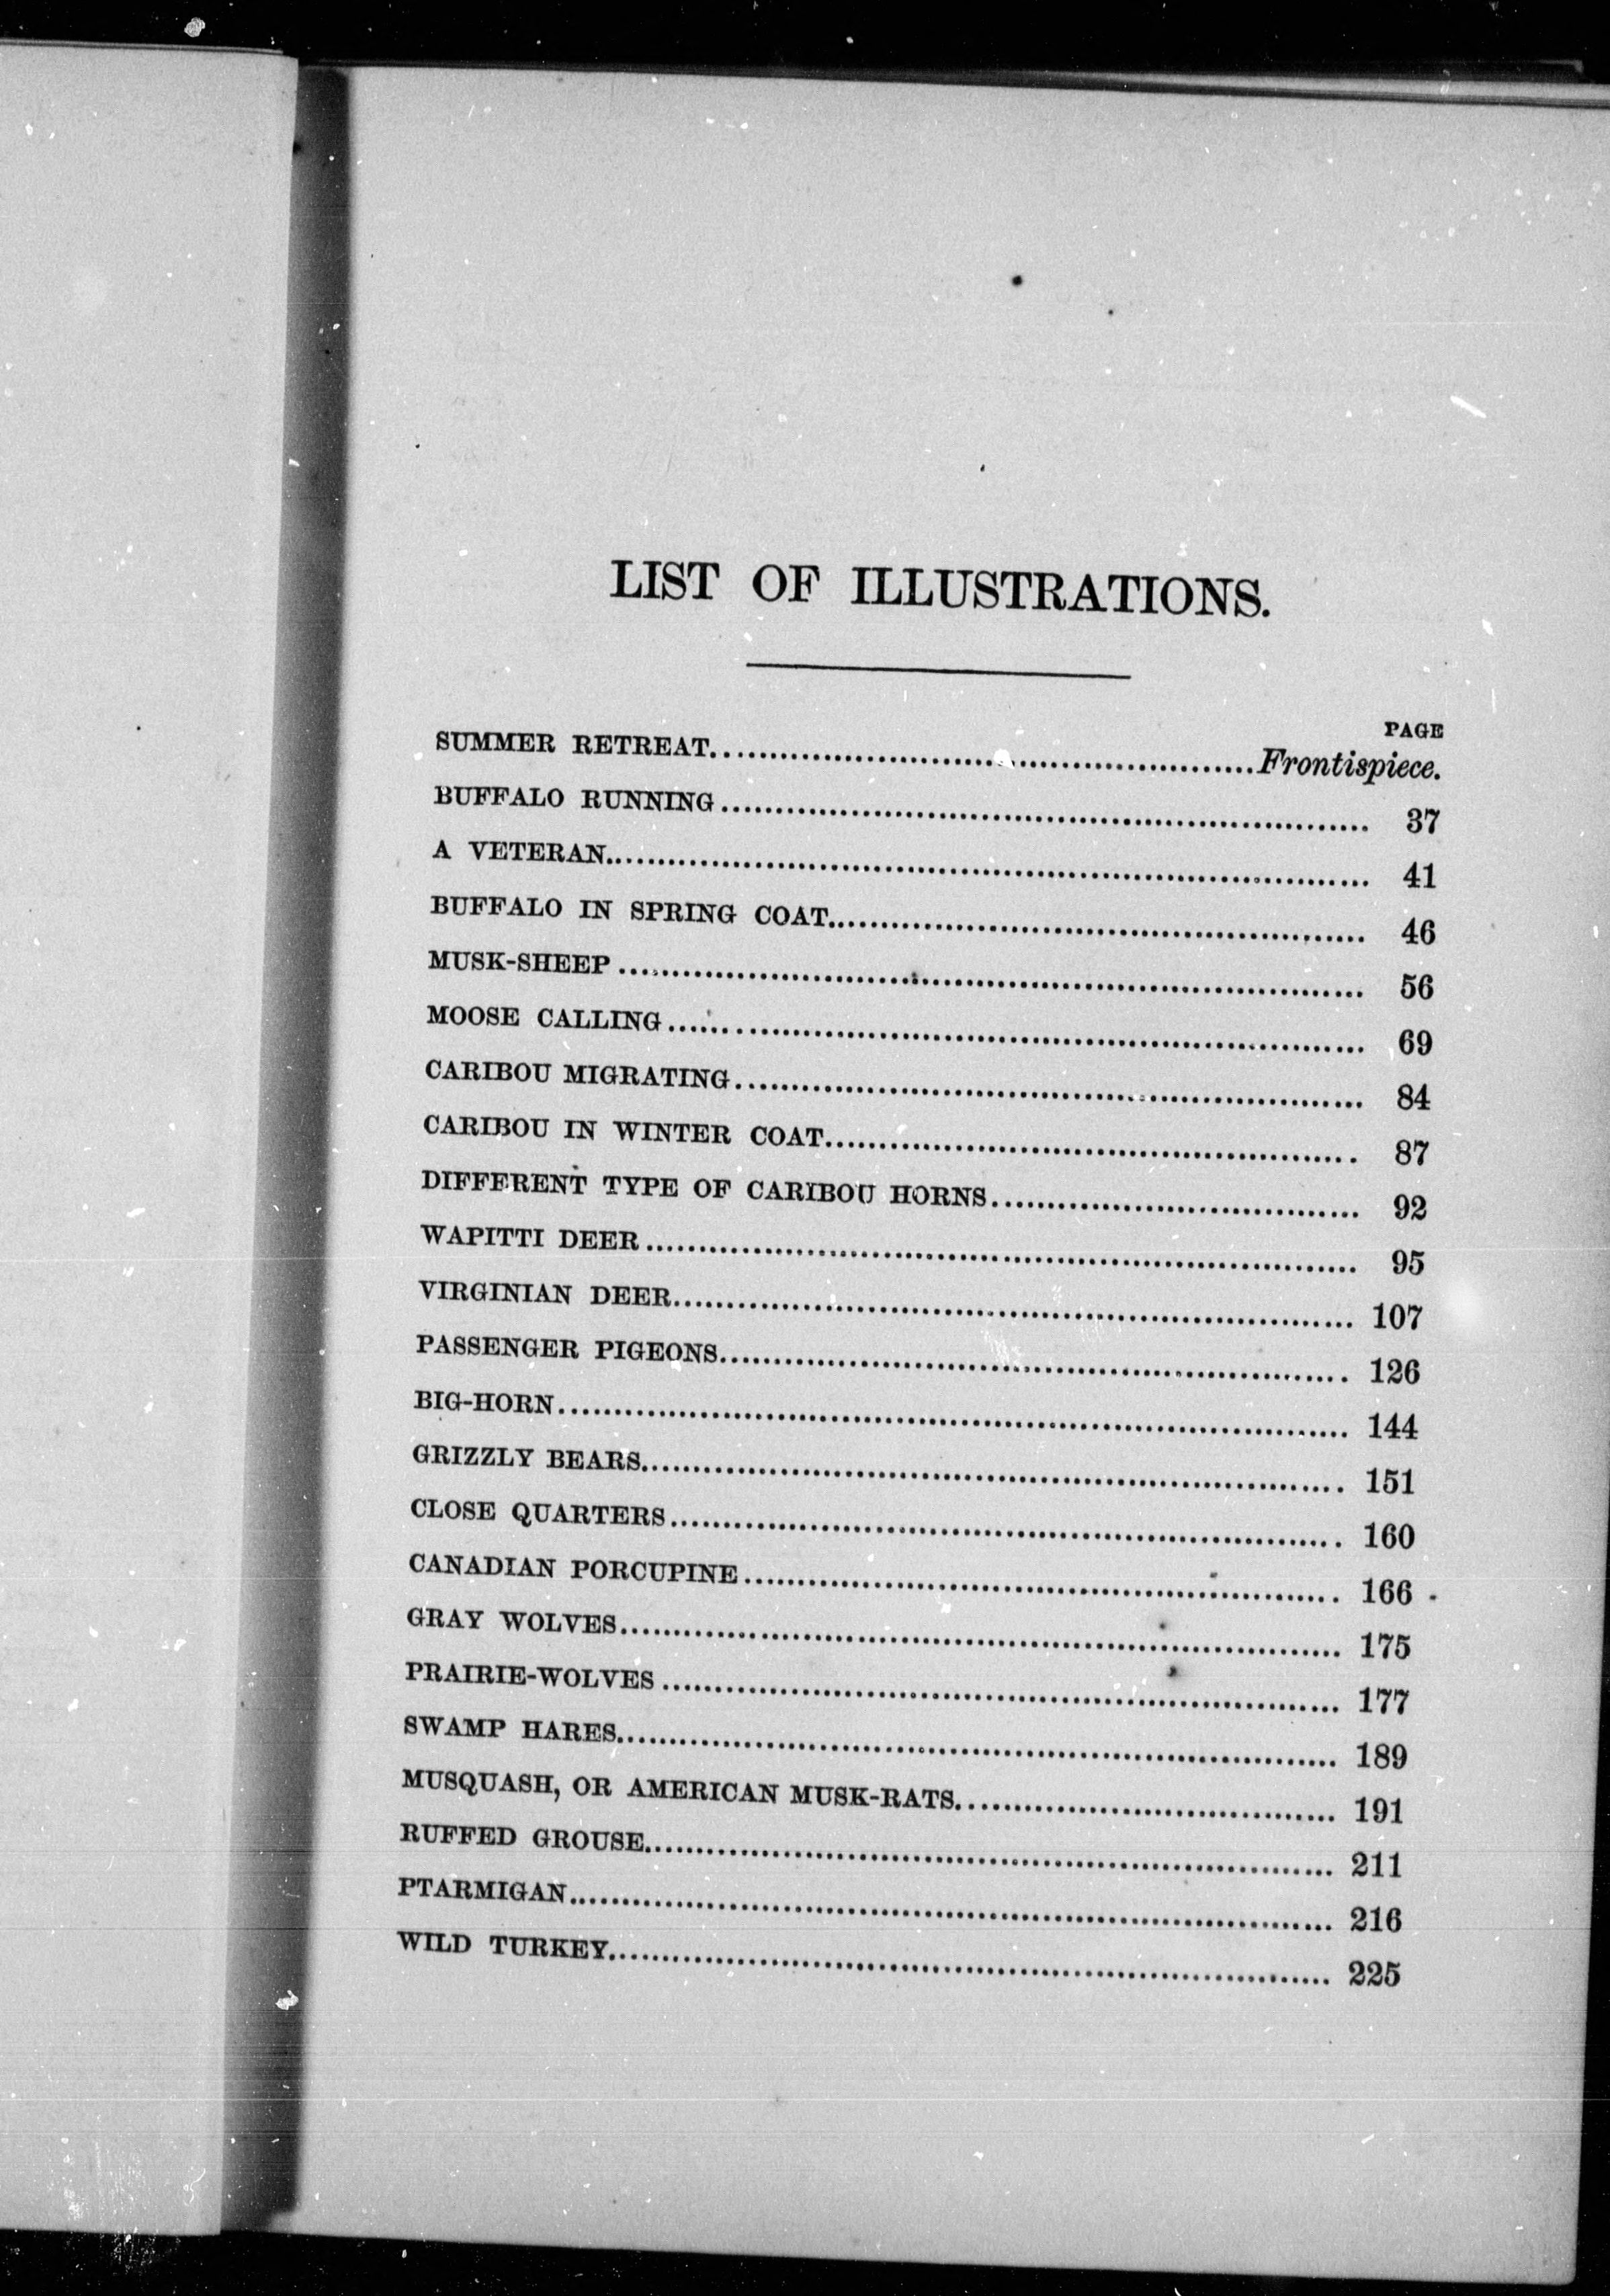 LIST OF ILLUSTRATIONS.
PAGE
SUMMER RETREAT Frontispiece.
BUFFALO RUNNING 37
A VETERAN 41
BUFFALO IN SPRING COAT 46
MUSK-SHEEP 56
MOOSE CALLING 69
CARIBOU MIGRATING 84
CARIBOU IN WINTER COAT 87
DIFFERENT TYPE OF CARIBOU HORNS 92
WAPITTI DEER 95
VIRGINIAN DEER 107
PASSENGER PIGEONS 126
BIG-HORN 144
GRIZZLY BEARS 151
CLOSE QUARTERS 160
CANADIAN PORCUPINE 166
GRAY WOLVES 175
PRAIRIE-WOLVES 177
SWAMP HARES 189
MUSQUASH, OR AMERICAN MUSK-RATS 191
RUFFED GROUSE 211
PTARMIGAN 216
WILD TURKEY 225